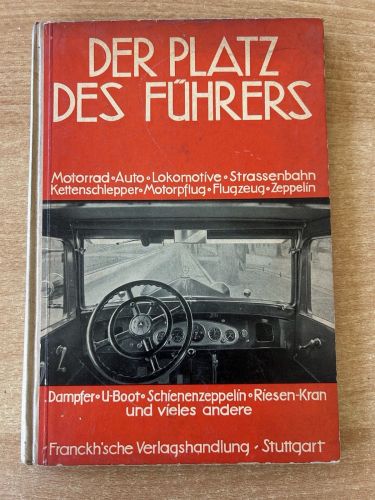 DER PLATZ
DES FÜHRERS
Motorrad∘Auto∘Lokomotive∘Strassenbahn
Kettenschlepper∘Motorpflug∘Flugzeug∘Zeppelin
Dampfer∘U-Boot∘Schienenzeppelin∘Riesen-Kran
und vieles andere
Franckh'sche Verlagshandlung · Stuttgart